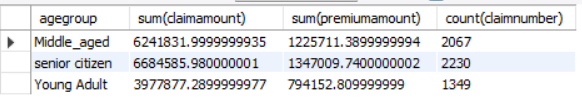 agegroup sum(claimamount) sum(premiumamount) count(claimnumber)
Middle_aged 6241831.9999999935 1225711.3899999994 2067
senior citizen 6684585.980000001 1347009.7400000002 2230
Young Adult 3977877.2899999977 794152.809999999 1349